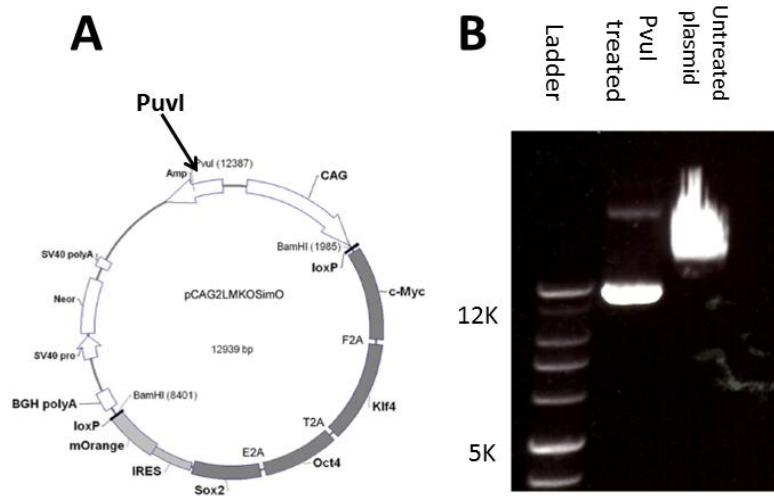 A
PuvI
PvuI (12387)
Amp
CAG
BamHI (1985)
loxP
SV40 polyA
pCAG2LMKOSimO
c-Myc
Neor
12939 bp
F2A
SV40 pro
Klf4
BGH polyA
BamHI (8401)
T2A
loxP
mOrange
E2A
Oct4
IRES
Sox2
B
Ladder
PvuI
treated
Untreated
plasmid
12K
5K